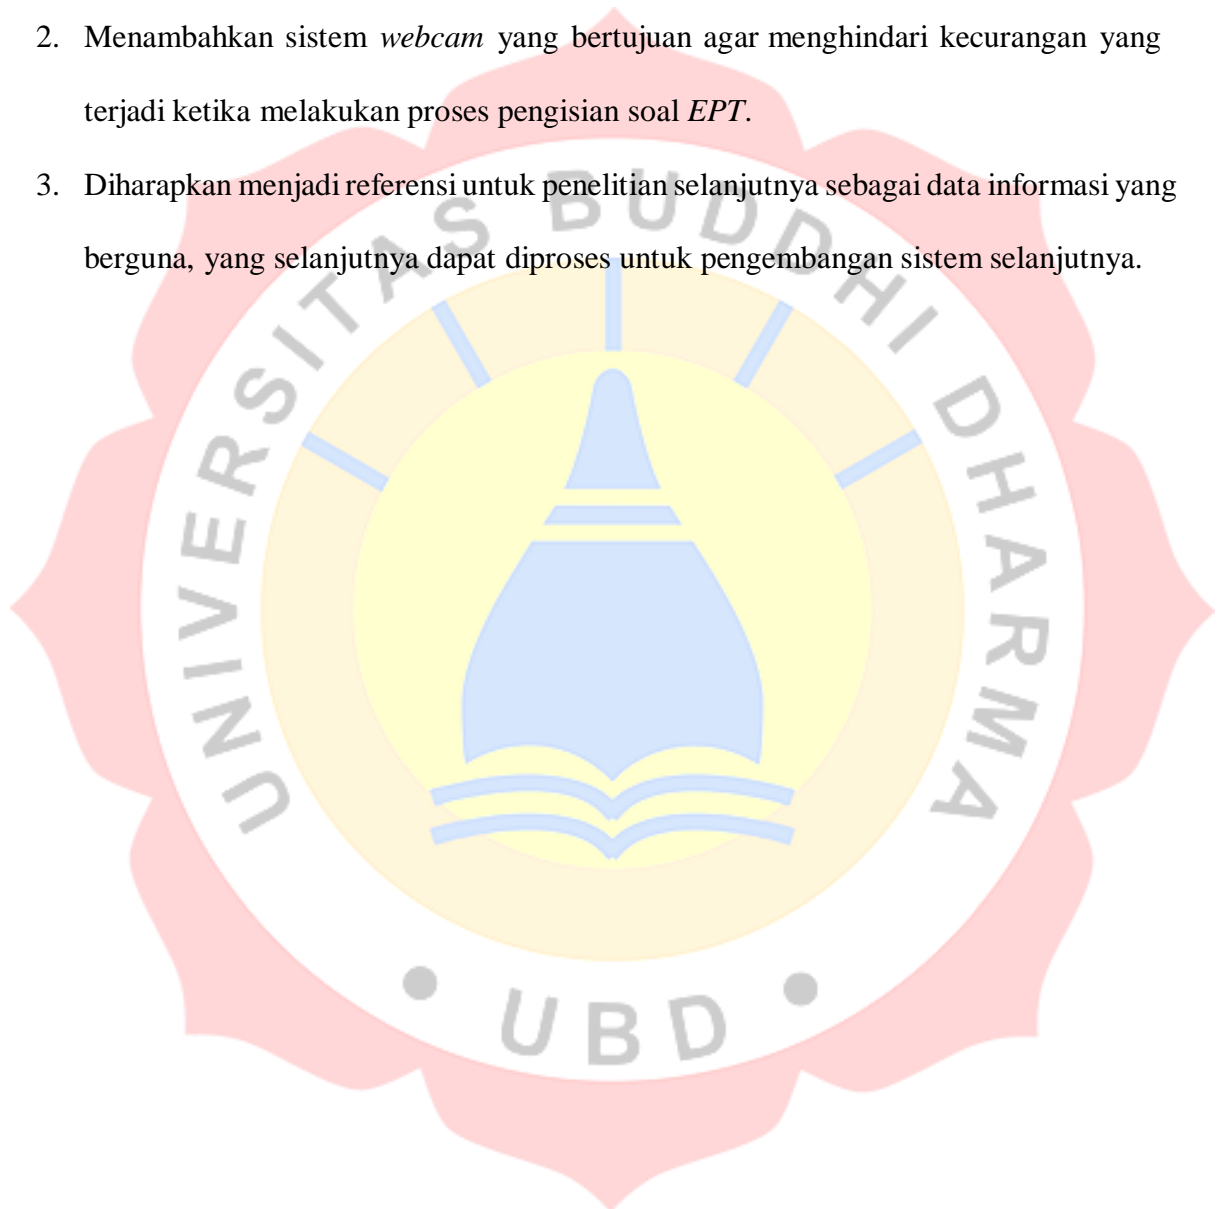 2. Menambahkan sistem webcam yang bertujuan agar menghindari kecurangan yang
terjadi ketika melakukan proses pengisian soal EPT.
3. Diharapkan menjadi referensi untuk penelitian selanjutnya sebagai data informasi yang
berguna, yang selanjutnya dapat diproses untuk pengembangan sistem selanjutnya.
UNIVERSITAS BUDDHI DHARMA
• UBD •